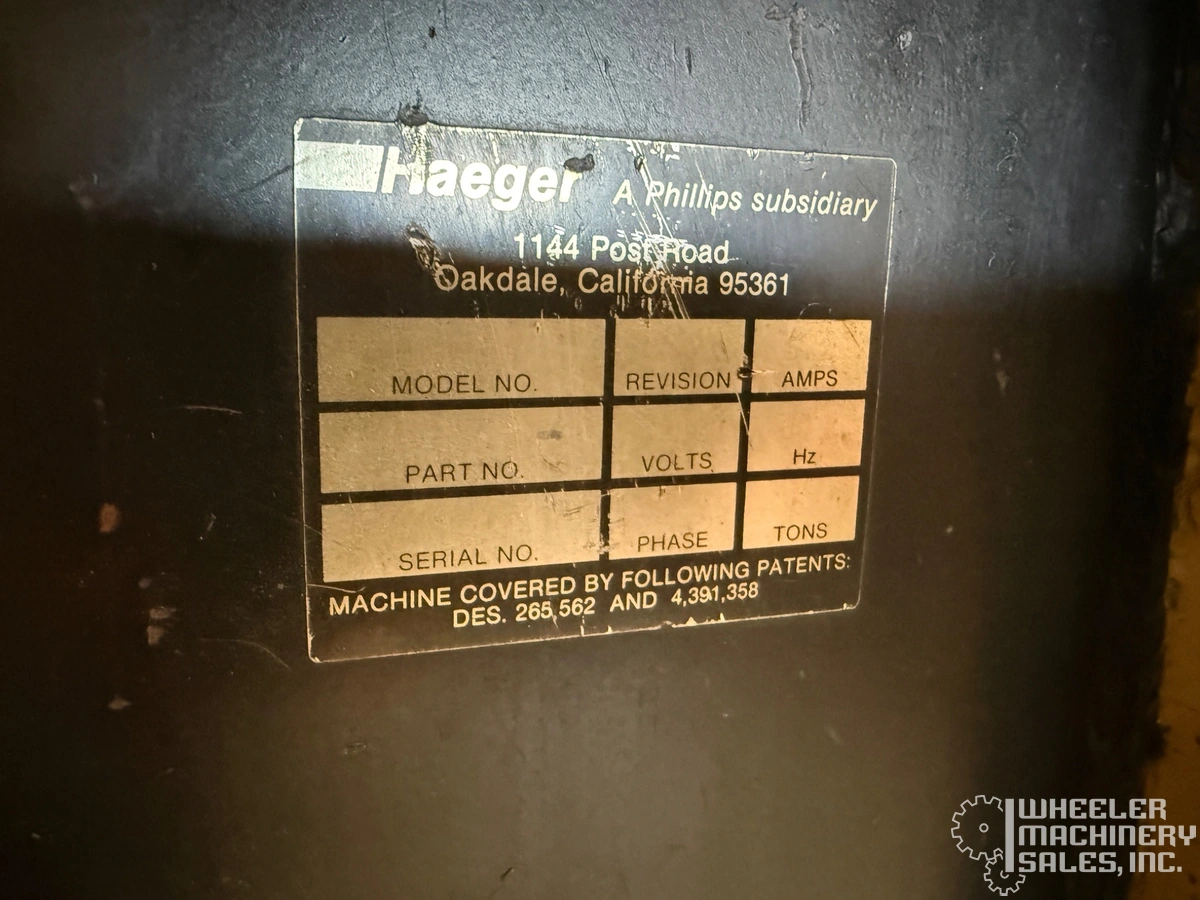 Haeger A Phillips subsidiary
1144 Post Road
Oakdale, California 95361
MODEL NO. REVISION AMPS
PART NO. VOLTS Hz
SERIAL NO. PHASE TONS
MACHINE COVERED BY FOLLOWING PATENTS:
DES. 265,562 AND 4,391,358
WHEELER
MACHINERY
SALES, INC.